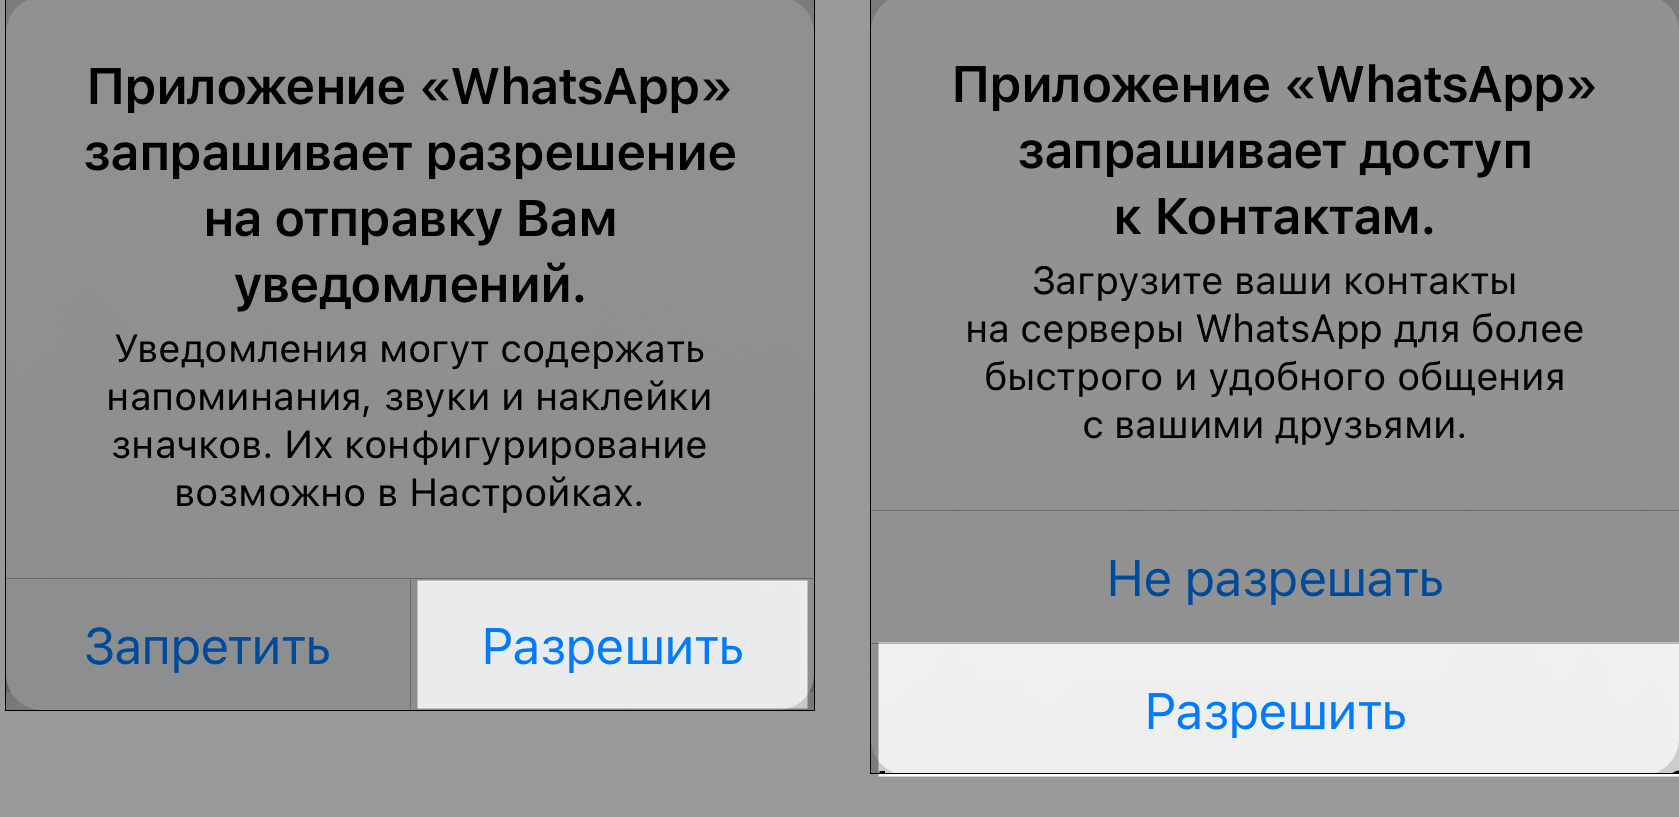 Приложение «WhatsApp»
запрашивает разрешение
на отправку Вам
уведомлений.
Уведомления могут содержать
напоминания, звуки и наклейки
значков. Их конфигурирование
возможно в Настройках.
Запретить
Разрешить
Приложение «WhatsApp»
запрашивает доступ
к Контактам.
Загрузите ваши контакты
на серверы WhatsApp для более
быстрого и удобного общения
с вашими друзьями.
Не разрешать
Разрешить